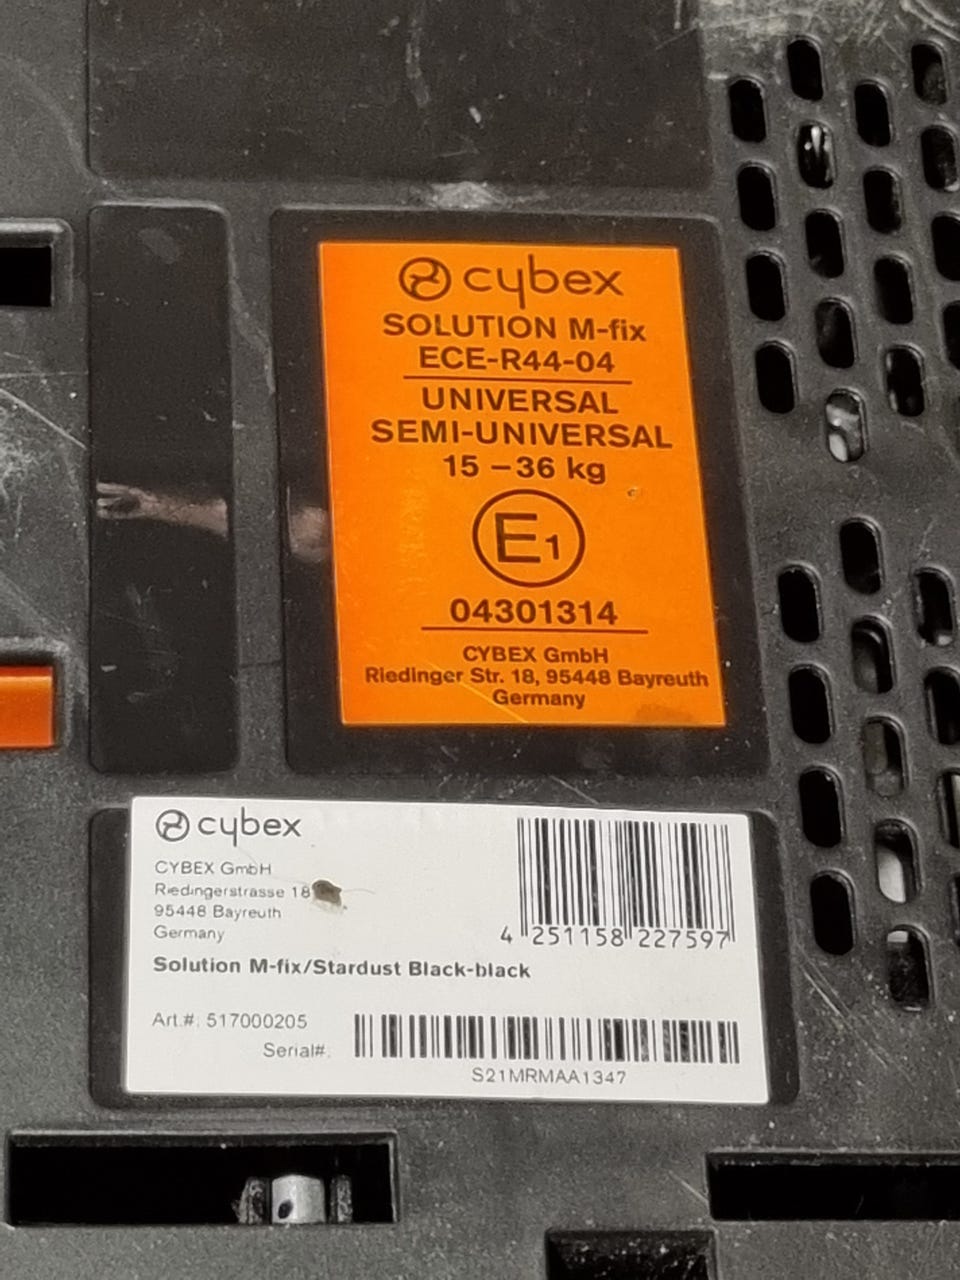 cybex
SOLUTION M-fix
ECE-R44-04
UNIVERSAL
SEMI-UNIVERSAL
15 – 36 kg
E1
04301314
CYBEX GmbH
Riedinger Str. 18, 95448 Bayreuth
Germany
cybex
CYBEX GmbH
Riedingerstrasse 18
95448 Bayreuth
Germany
4 251158 227597
Solution M-fix/Stardust Black-black
Art.#: 517000205
Serial#:
S21MRMAA1347